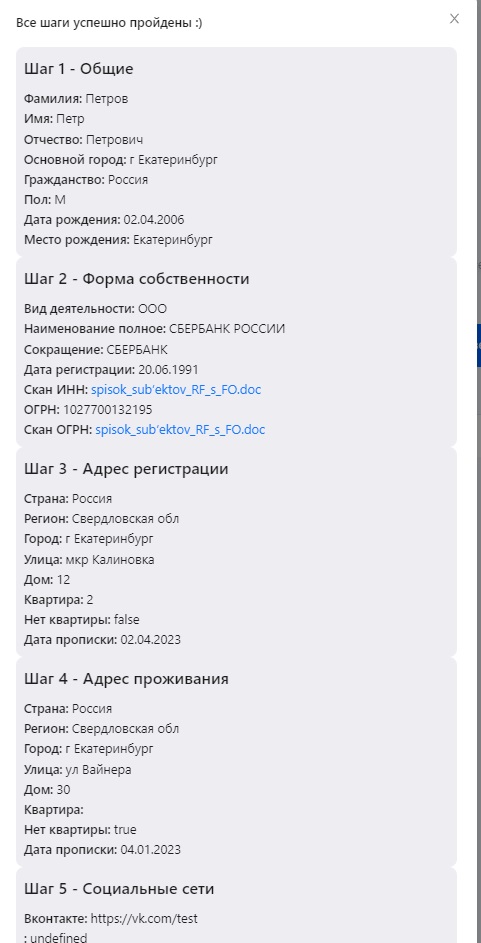 Все шаги успешно пройдены :)
Шаг 1 - Общие
Фамилия: Петров
Имя: Петр
Отчество: Петрович
Основной город: г Екатеринбург
Гражданство: Россия
Пол: М
Дата рождения: 02.04.2006
Место рождения: Екатеринбург
Шаг 2 - Форма собственности
Вид деятельности: ООО
Наименование полное: СБЕРБАНК РОССИИ
Сокращение: СБЕРБАНК
Дата регистрации: 20.06.1991
Скан ИНН: spisok_sub'ektov_RF_s_FO.doc
ОГРН: 1027700132195
Скан ОГРН: spisok_sub'ektov_RF_s_FO.doc
Шаг 3 - Адрес регистрации
Страна: Россия
Регион: Свердловская обл
Город: г Екатеринбург
Улица: мкр Калиновка
Дом: 12
Квартира: 2
Нет квартиры: false
Дата прописки: 02.04.2023
Шаг 4 - Адрес проживания
Страна: Россия
Регион: Свердловская обл
Город: г Екатеринбург
Улица: ул Вайнера
Дом: 30
Квартира:
Нет квартиры: true
Дата прописки: 04.01.2023
Шаг 5 - Социальные сети
Вконтакте: https://vk.com/test
: undefined